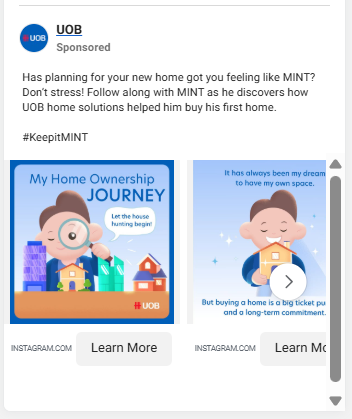 UOB
UOB
Sponsored
Has planning for your new home got you feeling like MINT?
Don't stress! Follow along with MINT as he discovers how
UOB home solutions helped him buy his first home.
#KeepitMINT
My Home Ownership
JOURNEY
Let the house
hunting begin!
UOB
It has always been my dream
to have my own space.
But buying a home is a big ticket pu
and a long-term commitment.
INSTAGRAM.COM
Learn More
INSTAGRAM.COM
Learn Mo